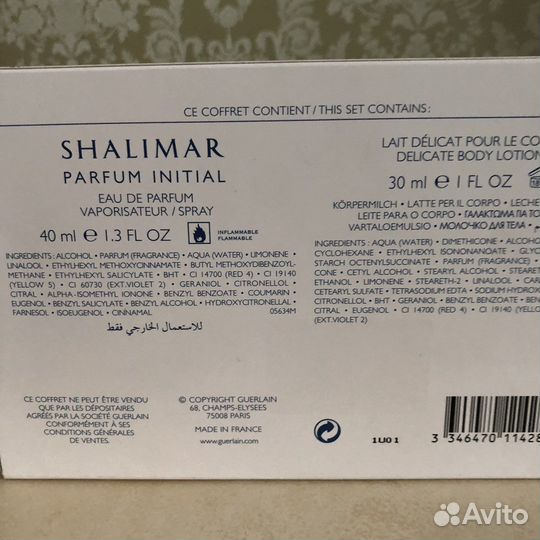 CE COFFRET CONTIENT / THIS SET CONTAINS:
SHALIMAR
PARFUM INITIAL
EAU DE PARFUM
VAPORISATEUR / SPRAY
40 ml ℮ 1.3 FL OZ
INFLAMMABLE
FLAMMABLE
INGREDIENTS: ALCOHOL • PARFUM (FRAGRANCE) • AQUA (WATER) • LIMONENE •
LINALOOL • ETHYLHEXYL METHOXYCINNAMATE • BUTYL METHOXYDIBENZOYL-
METHANE • ETHYLHEXYL SALICYLATE • BHT • CI 14700 (RED 4) • CI 19140
(YELLOW 5) • CI 60730 (EXT.VIOLET 2) • GERANIOL • CITRONELLOL •
CITRAL • ALPHA-ISOMETHYL IONONE • BENZYL BENZOATE • COUMARIN •
EUGENOL • BENZYL SALICYLATE • BENZYL ALCOHOL • HYDROXYCITRONELLAL •
FARNESOL • ISOEUGENOL • CINNAMAL
05634M
للاستعمال الخارجي فقط
LAIT DÉLICAT POUR LE CO
DELICATE BODY LOTION
30 ml ℮ 1 FL OZ
KÖRPERMILCH • LATTE PER IL CORPO • LECHE
LEITE PARA O CORPO • ΓΑΛΑΚΤΩΜΑ ΓΙΑ ΤΟ
VARTALOEMULSIO • МОЛОЧКО ДЛЯ ТЕЛА •
INGREDIENTS: AQUA (WATER) • DIMETHICONE • ALCOHO
CYCLOHEXANE • ETHYLHEXYL ISONONANOATE • GLYC
STARCH OCTENYLSUCCINATE • PARFUM (FRAGRANCE)
CONE • CETYL ALCOHOL • STEARYL ALCOHOL • STEARET
ETHANOL • LIMONENE • STEARETH-2 • LINALOOL • CAR
CETEARYL SULFATE • TETRASODIUM EDTA • SODIUM HYDROX
CITRONELLOL • BHT • GERANIOL • BENZYL BENZOATE •
CITRAL • EUGENOL • CI 14700 (RED 4) • CI 19140 (YELLOW
(EXT.VIOLET 2)
CE COFFRET NE PEUT ÊTRE VENDU
QUE PAR LES DÉPOSITAIRES
AGRÉÉS PAR LA SOCIÉTÉ GUERLAIN
CONFORMÉMENT À SES
CONDITIONS GÉNÉRALES
DE VENTES.
© COPYRIGHT GUERLAIN
68, CHAMPS-ELYSEES
75008 PARIS
MADE IN FRANCE
www.guerlain.com
1U01
3 346470 11428
Avito